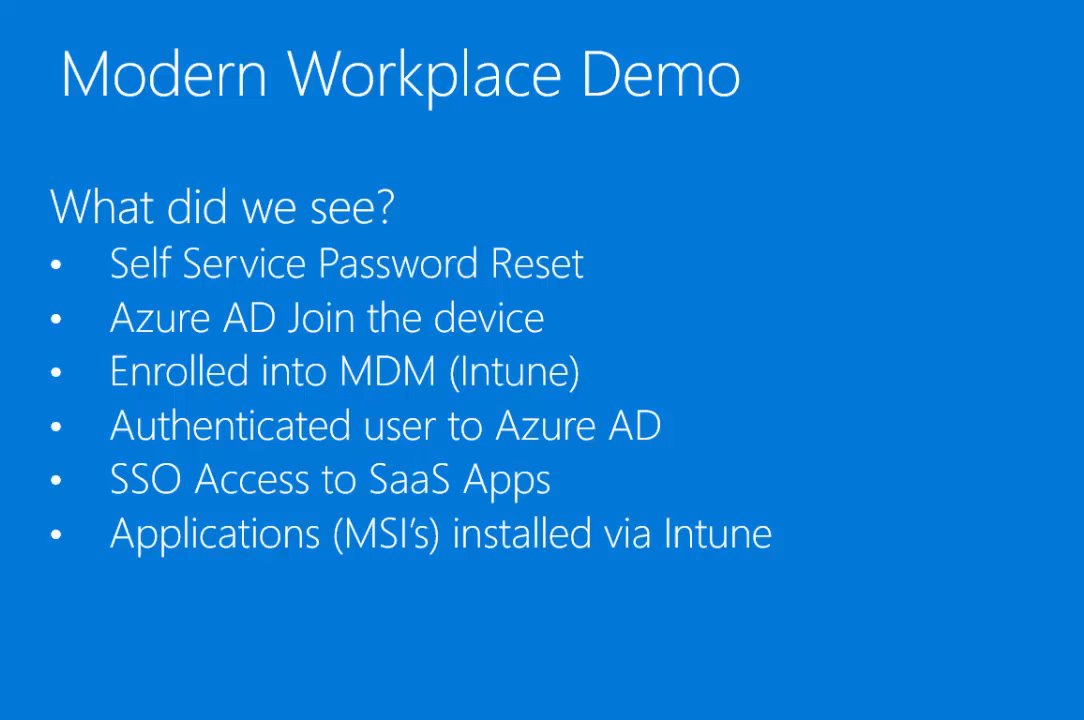 Modern Workplace Demo
What did we see?
• Self Service Password Reset
• Azure AD Join the device
• Enrolled into MDM (Intune)
• Authenticated user to Azure AD
• SSO Access to SaaS Apps
• Applications (MSI’s) installed via Intune